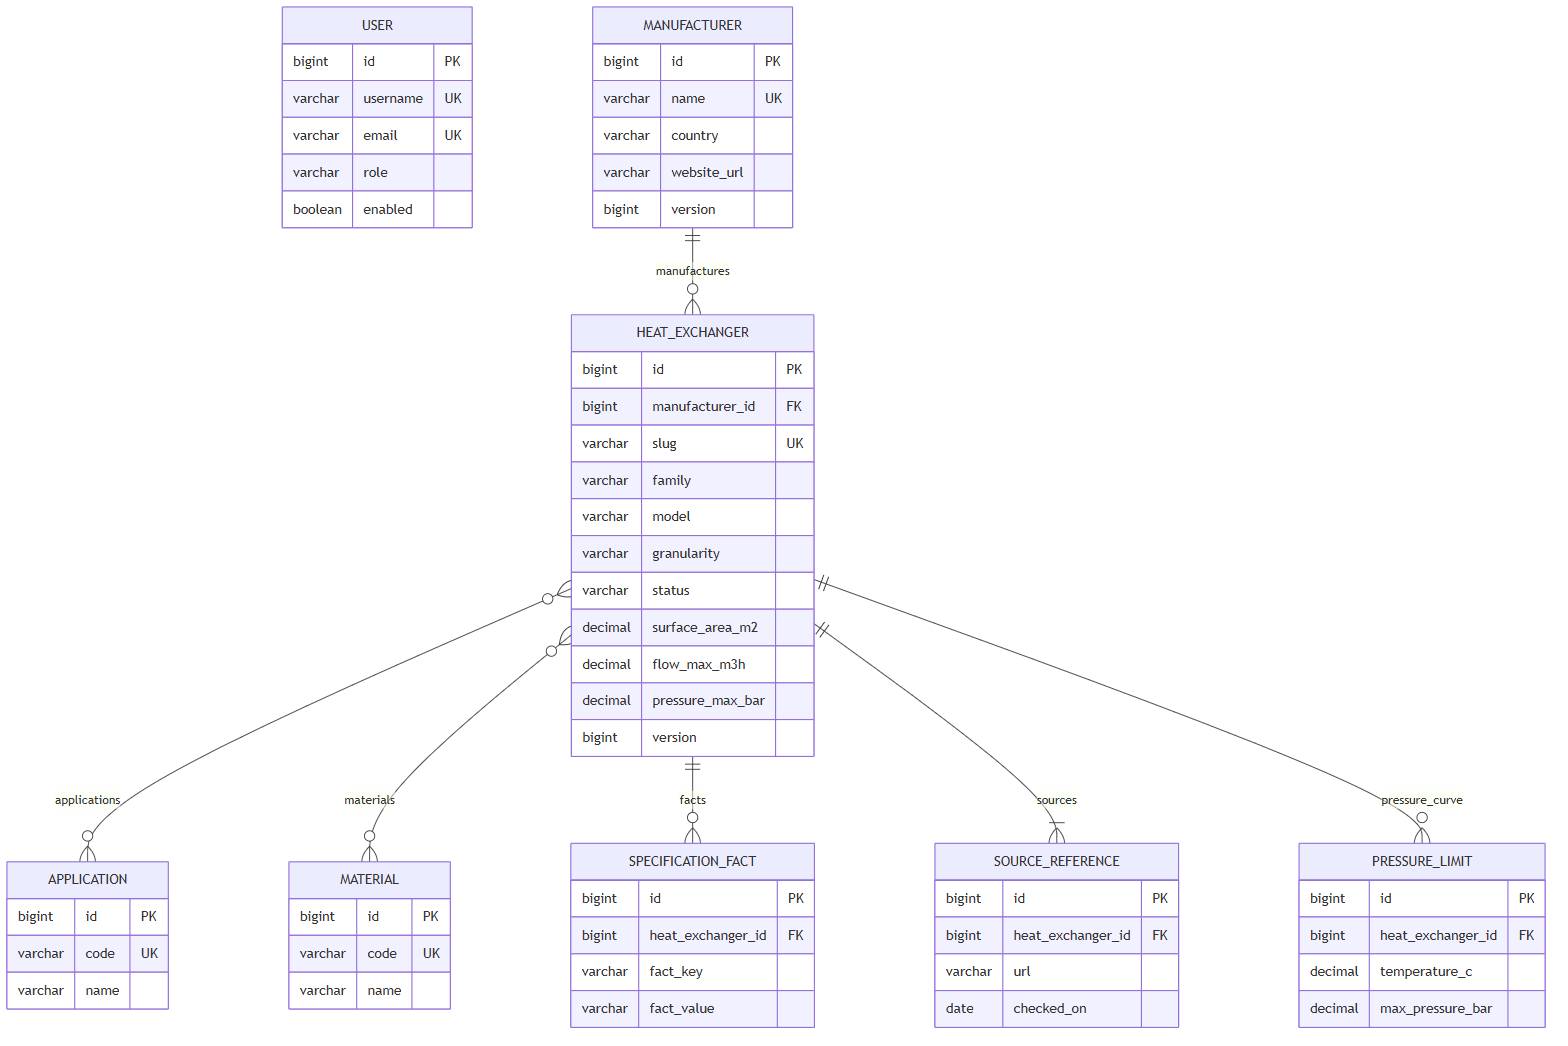 USER
bigint id PK
varchar username UK
varchar email UK
varchar role
boolean enabled
MANUFACTURER
bigint id PK
varchar name UK
varchar country
varchar website_url
bigint version
manufactures
HEAT_EXCHANGER
bigint id PK
bigint manufacturer_id FK
varchar slug UK
varchar family
varchar model
varchar granularity
varchar status
decimal surface_area_m2
decimal flow_max_m3h
decimal pressure_max_bar
bigint version
applications
materials
facts
sources
pressure_curve
APPLICATION
bigint id PK
varchar code UK
varchar name
MATERIAL
bigint id PK
varchar code UK
varchar name
SPECIFICATION_FACT
bigint id PK
bigint heat_exchanger_id FK
varchar fact_key
varchar fact_value
SOURCE_REFERENCE
bigint id PK
bigint heat_exchanger_id FK
varchar url
date checked_on
PRESSURE_LIMIT
bigint id PK
bigint heat_exchanger_id FK
decimal temperature_c
decimal max_pressure_bar